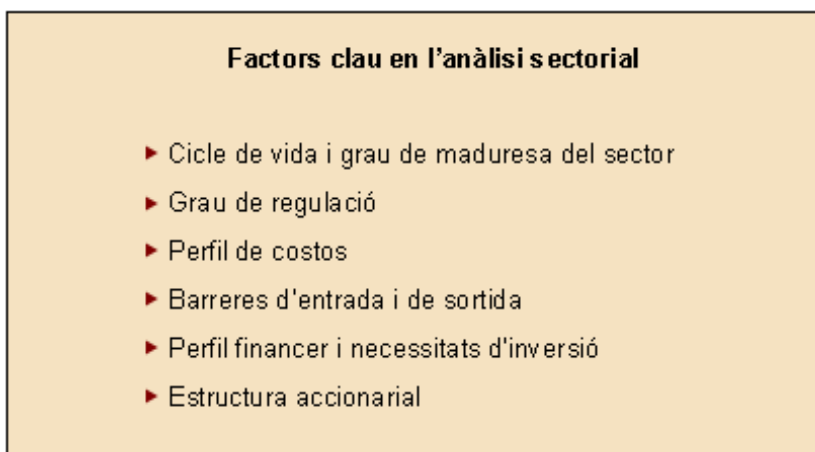 Factors clau en l'anàlisi sectorial
Cicle de vida i grau de maduresa del sector
Grau de regulació
Perfil de costos
Barreres d'entrada i de sortida
Perfil financer i necessitats d'inversió
Estructura accionarial